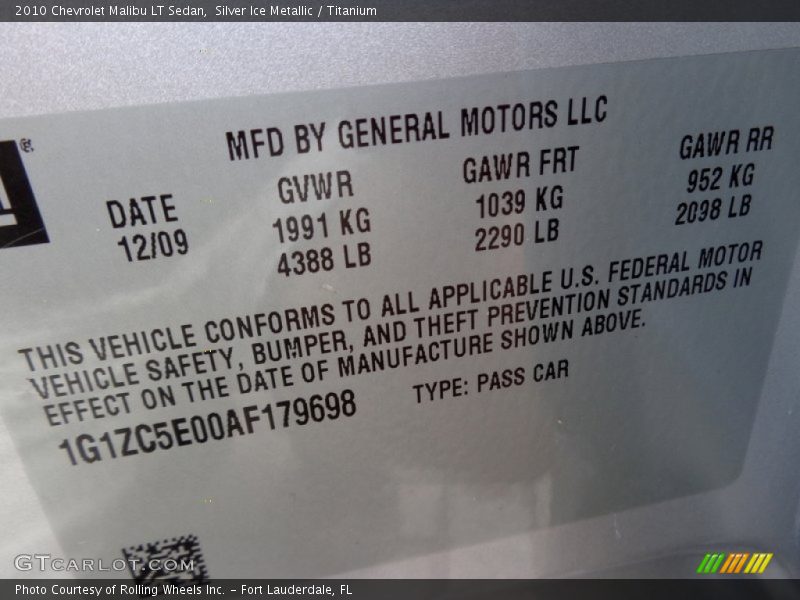 2010 Chevrolet Malibu LT Sedan, Silver Ice Metallic / Titanium
MFD BY GENERAL MOTORS LLC
DATE GVWR GAWR FRT GAWR RR
12/09 1991 KG 1039 KG 952 KG
4388 LB 2290 LB 2098 LB
THIS VEHICLE CONFORMS TO ALL APPLICABLE U.S. FEDERAL MOTOR
VEHICLE SAFETY, BUMPER, AND THEFT PREVENTION STANDARDS IN
EFFECT ON THE DATE OF MANUFACTURE SHOWN ABOVE.
1G1ZC5E00AF179698 TYPE: PASS CAR
GTCARLOT.COM
Photo Courtesy of Rolling Wheels Inc. – Fort Lauderdale, FL